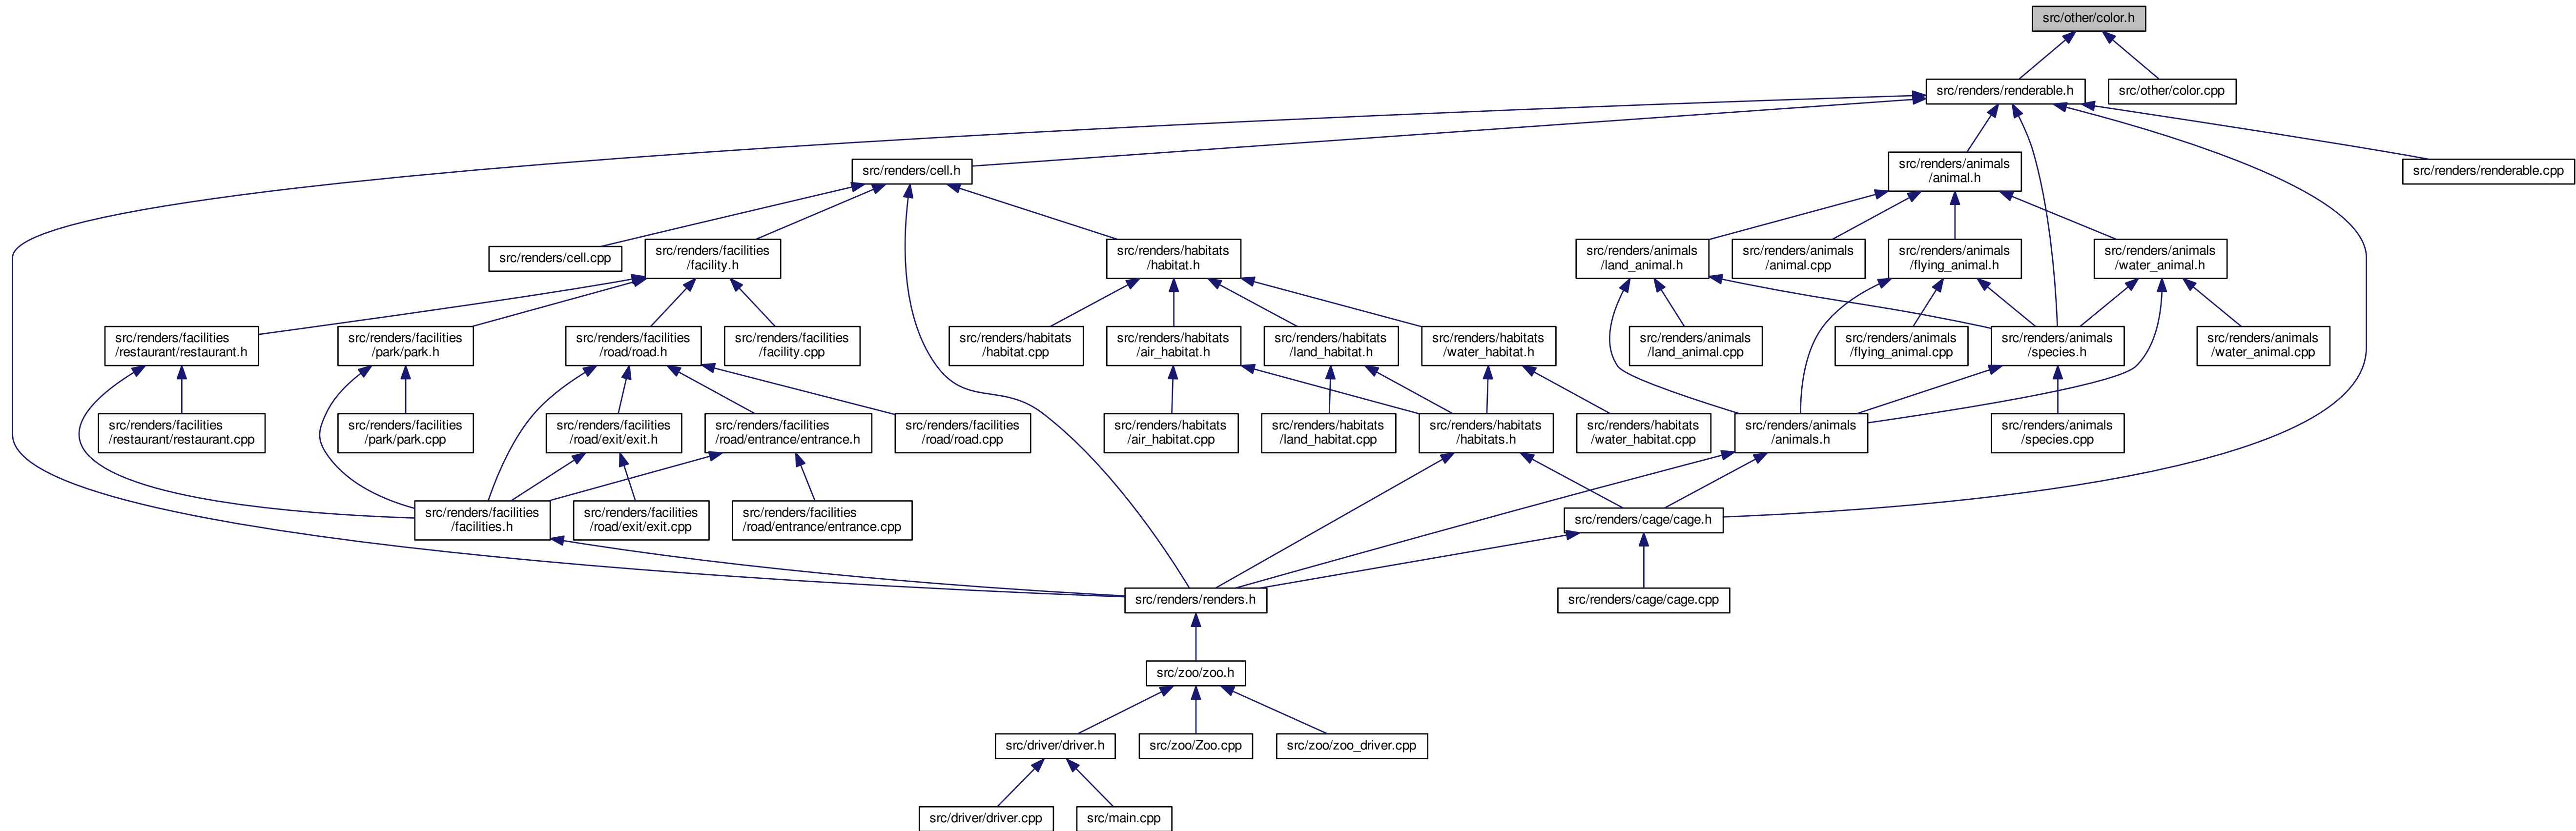 src/other/color.h
src/renders/renderable.h
src/other/color.cpp
src/renders/cell.h
src/renders/animals
/animal.h
src/renders/renderable.cpp
src/renders/cell.cpp
src/renders/facilities
/facility.h
src/renders/habitats
/habitat.h
src/renders/animals
/land_animal.h
src/renders/animals
/animal.cpp
src/renders/animals
/flying_animal.h
src/renders/animals
/water_animal.h
src/renders/facilities
/restaurant/restaurant.h
src/renders/facilities
/park/park.h
src/renders/facilities
/road/road.h
src/renders/facilities
/facility.cpp
src/renders/habitats
/habitat.cpp
src/renders/habitats
/air_habitat.h
src/renders/habitats
/land_habitat.h
src/renders/habitats
/water_habitat.h
src/renders/animals
/land_animal.cpp
src/renders/animals
/flying_animal.cpp
src/renders/animals
/species.h
src/renders/animals
/water_animal.cpp
src/renders/facilities
/restaurant/restaurant.cpp
src/renders/facilities
/park/park.cpp
src/renders/facilities
/road/exit/exit.h
src/renders/facilities
/road/entrance/entrance.h
src/renders/facilities
/road/road.cpp
src/renders/habitats
/air_habitat.cpp
src/renders/habitats
/land_habitat.cpp
src/renders/habitats
/habitats.h
src/renders/habitats
/water_habitat.cpp
src/renders/animals
/animals.h
src/renders/animals
/species.cpp
src/renders/facilities
/facilities.h
src/renders/facilities
/road/exit/exit.cpp
src/renders/facilities
/road/entrance/entrance.cpp
src/renders/cage/cage.h
src/renders/renders.h
src/renders/cage/cage.cpp
src/zoo/zoo.h
src/driver/driver.h
src/zoo/Zoo.cpp
src/zoo/zoo_driver.cpp
src/driver/driver.cpp
src/main.cpp